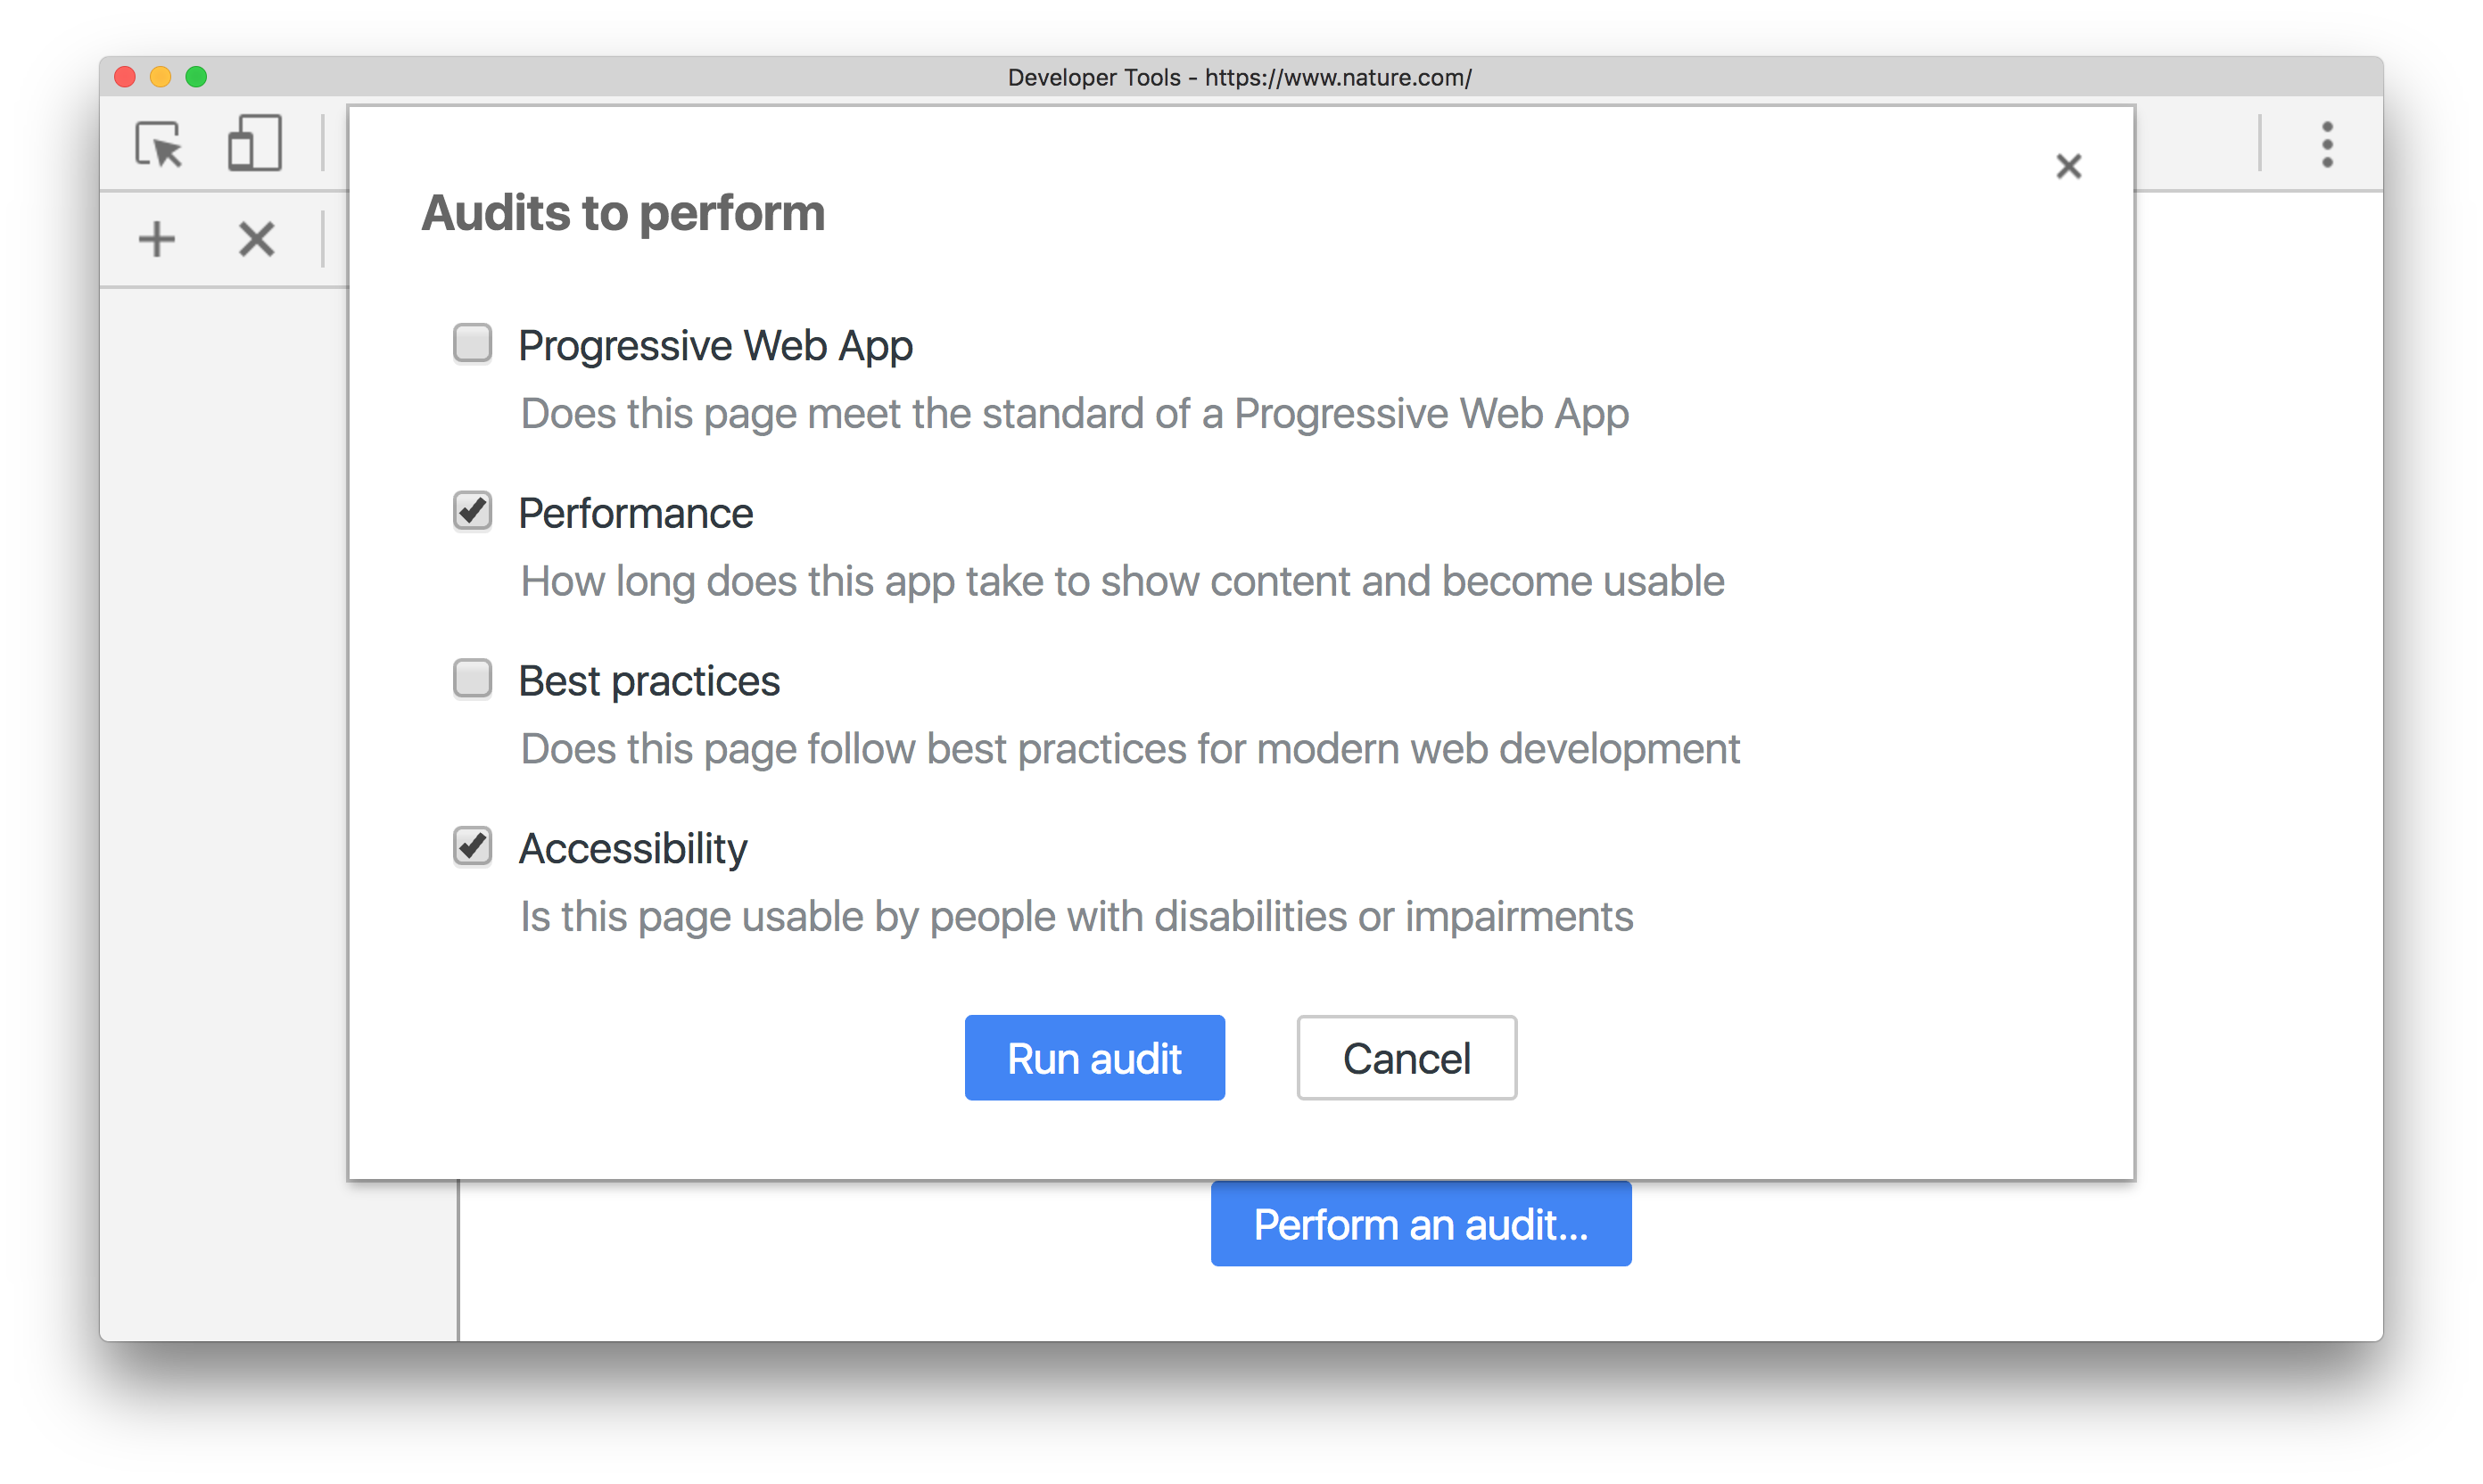 Developer Tools - https://www.nature.com/
Audits to perform
Progressive Web App
Does this page meet the standard of a Progressive Web App
Performance
How long does this app take to show content and become usable
Best practices
Does this page follow best practices for modern web development
Accessibility
Is this page usable by people with disabilities or impairments
Run audit
Cancel
Perform an audit...